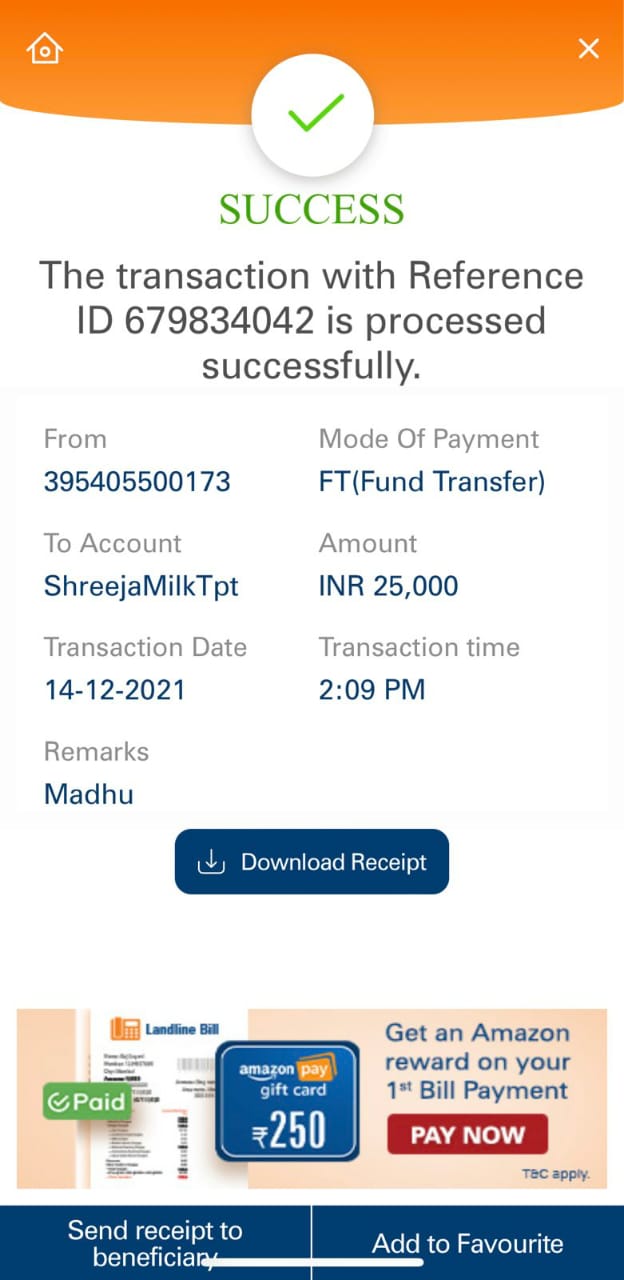 SUCCESS
The transaction with Reference
ID 679834042 is processed
successfully.
From
Mode Of Payment
395405500173
FT(Fund Transfer)
To Account
Amount
ShreejaMilkTpt
INR 25,000
Transaction Date
Transaction time
14-12-2021
2:09 PM
Remarks
Madhu
Download Receipt
Landline Bill
Paid
amazon pay
gift card
₹250
Get an Amazon
reward on your
1st Bill Payment
PAY NOW
T&C apply.
Send receipt to
beneficiary
Add to Favourite